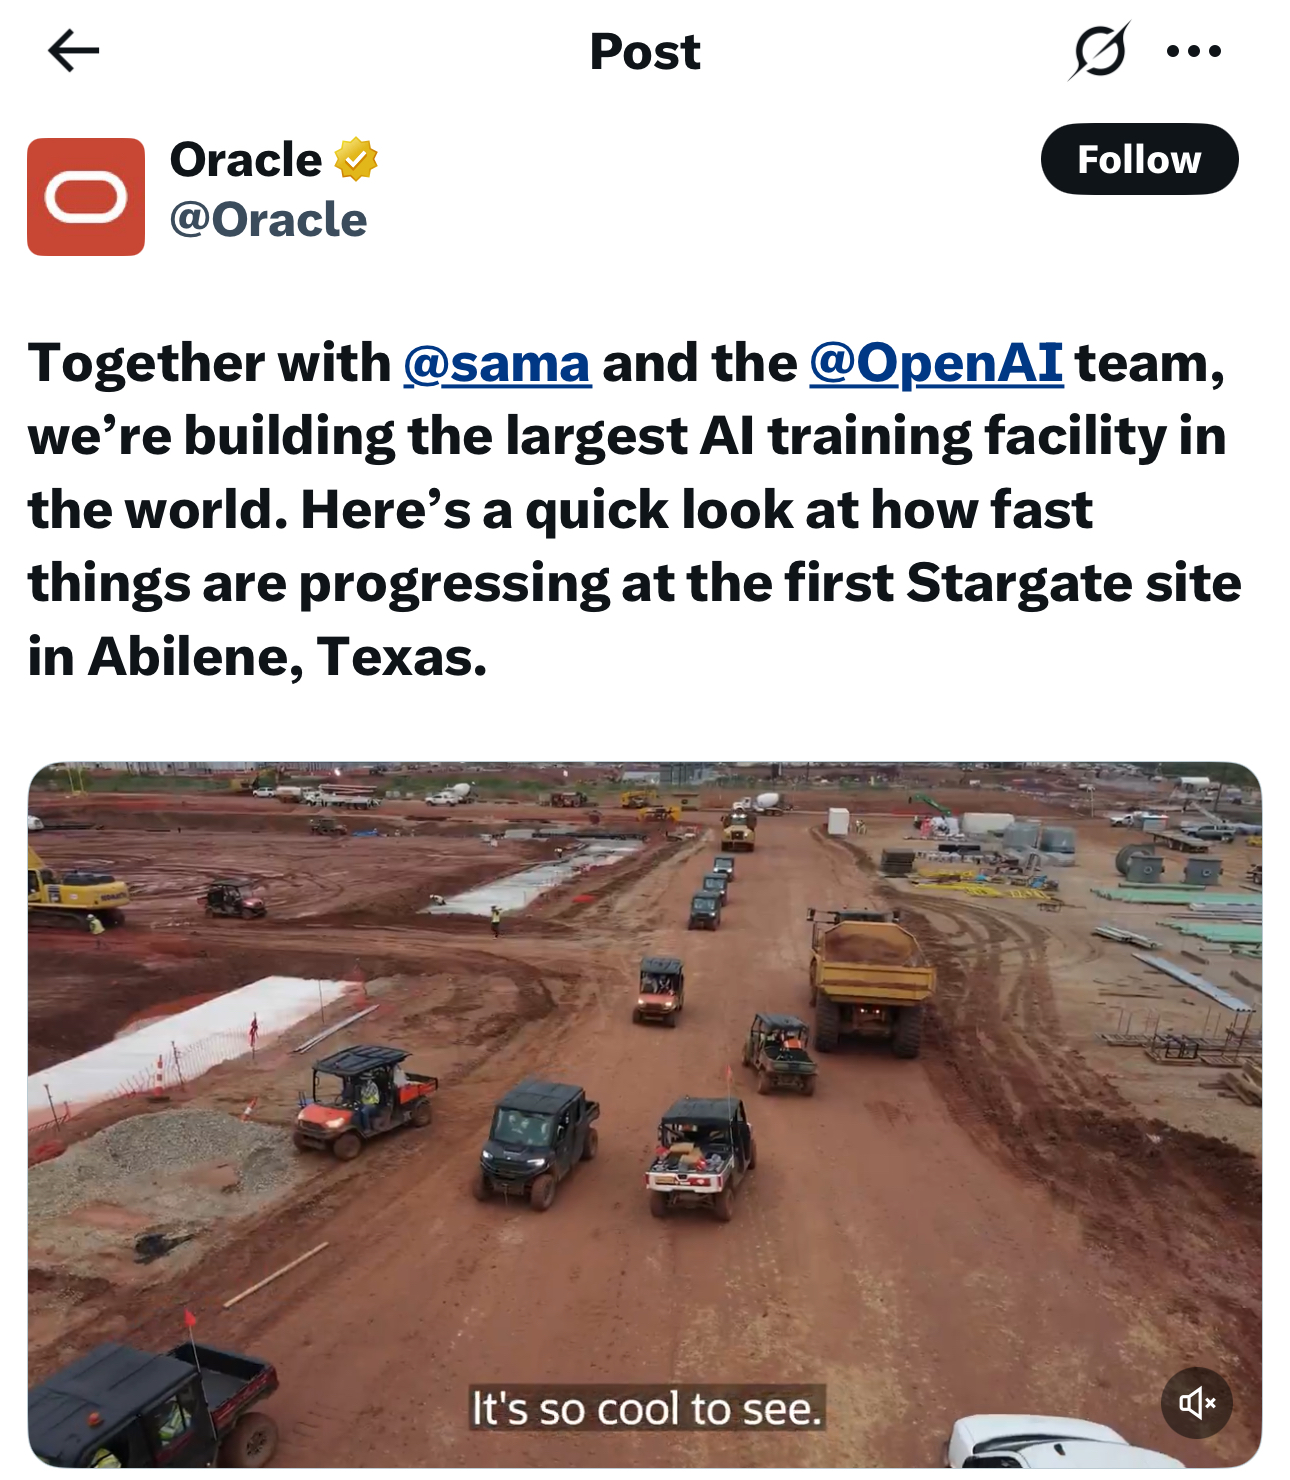 Post
Oracle
@Oracle
Follow
Together with @sama and the @OpenAI team,
we’re building the largest AI training facility in
the world. Here’s a quick look at how fast
things are progressing at the first Stargate site
in Abilene, Texas.
It's so cool to see.